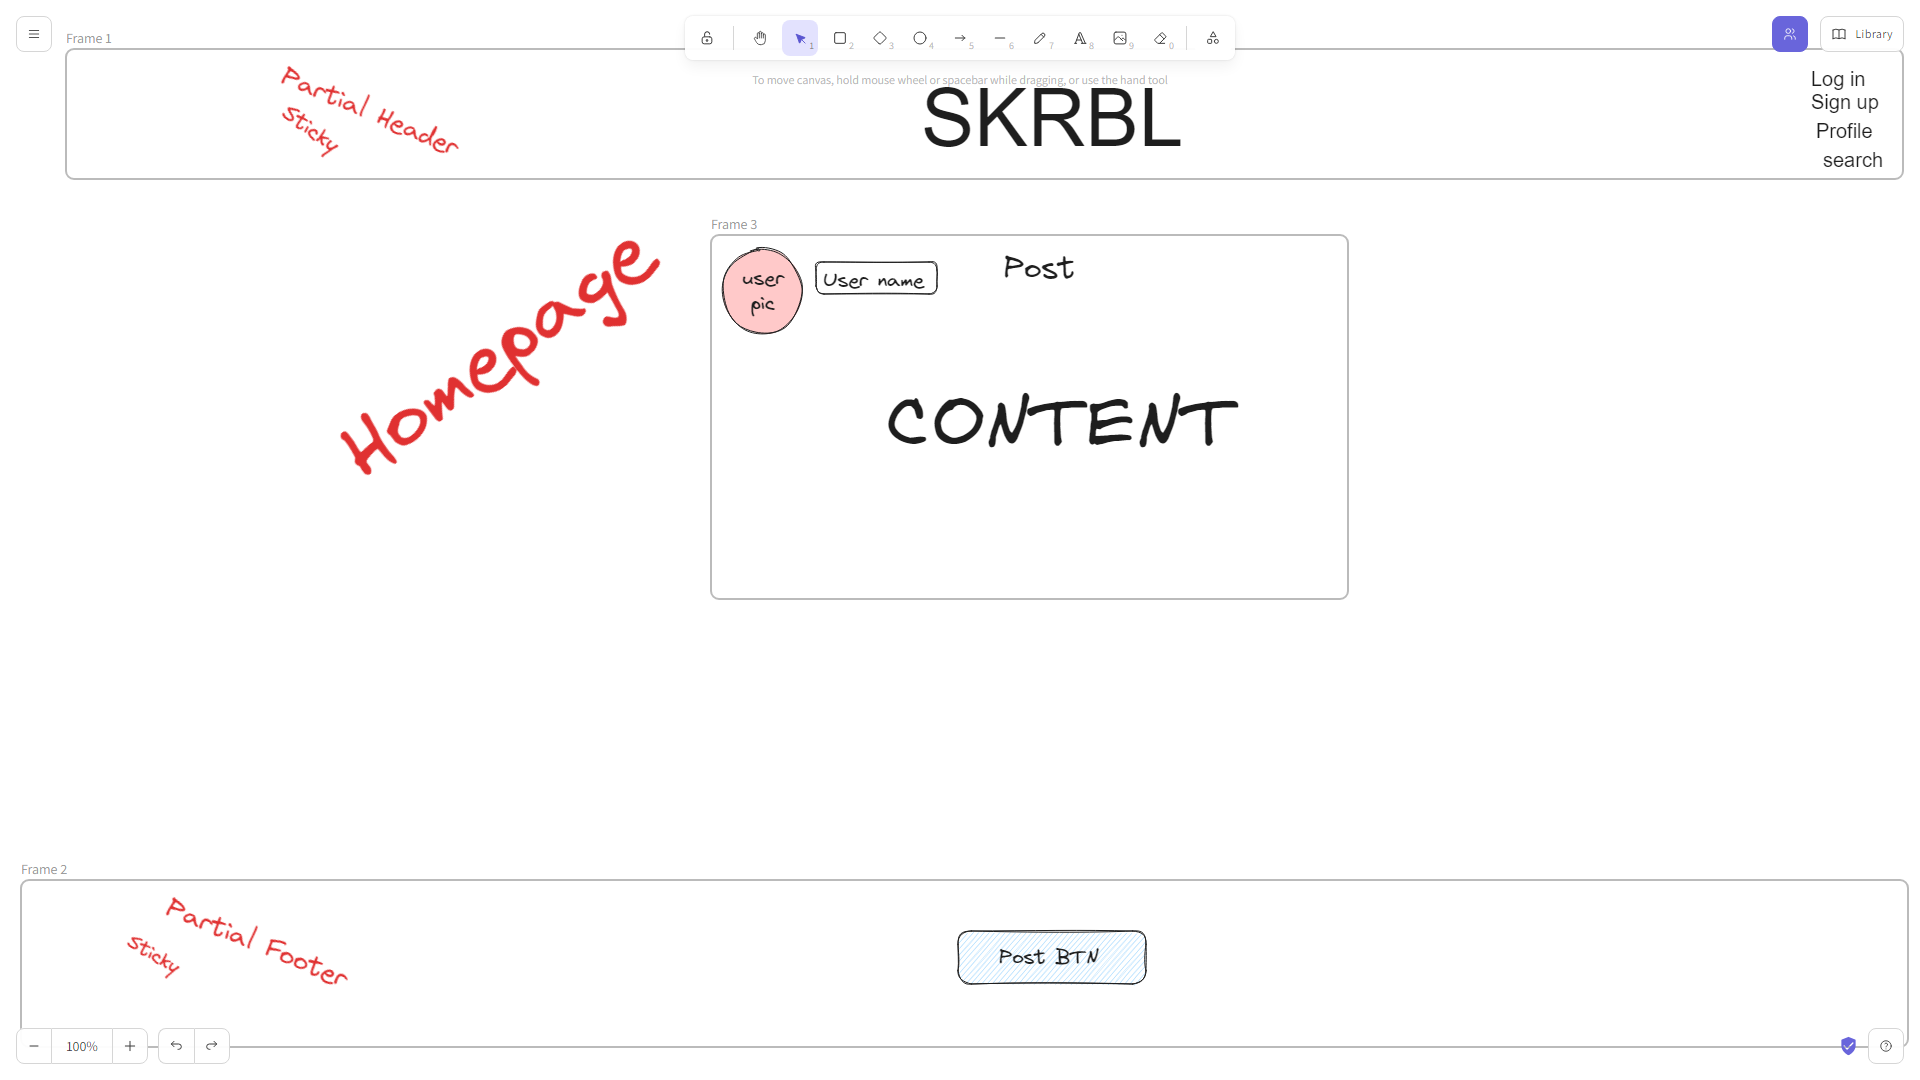 1
2
3
4
5
6
7
8
9
0
Library
Frame 1
To move canvas, hold mouse wheel or spacebar while dragging, or use the hand tool
Partial Header
Sticky
SKRBL
Log in
Sign up
Profile
search
Frame 3
Homepage
user
pic
User name
Post
CONTENT
Frame 2
Partial Footer
Sticky
Post BTN
100%